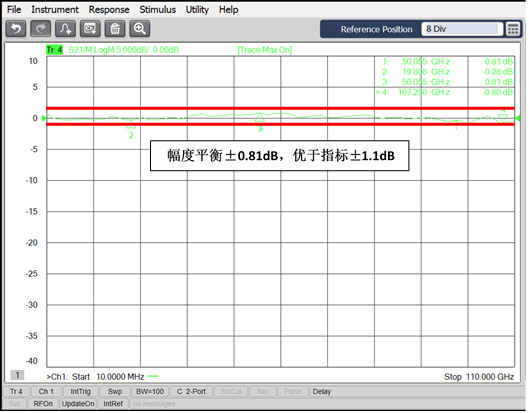 File Instrument Response Stimulus Utility Help
Reference Position 8 Div
Tr 4 S21/M LogM 5.000dB/ 0.00dB [Trace Max On]
1: 50.055 GHz 0.81 dB
2: 19.808 GHz -0.28 dB
3: 50.055 GHz 0.81 dB
> 4: 107.250 GHz -0.80 dB
10
5
0
-5
-10
-15
-20
-25
-30
-35
-40
2
3
幅度平衡±0.81dB，优于指标±1.1dB
1 >Ch1: Start 10.0000 MHz Stop 110.000 GHz
Tr 4 Ch 1 IntTrig Swp BW=100 C 2-Port SrcCal Sim Pulse Delay
Svc RFOn UpdateOn IntRef no messages